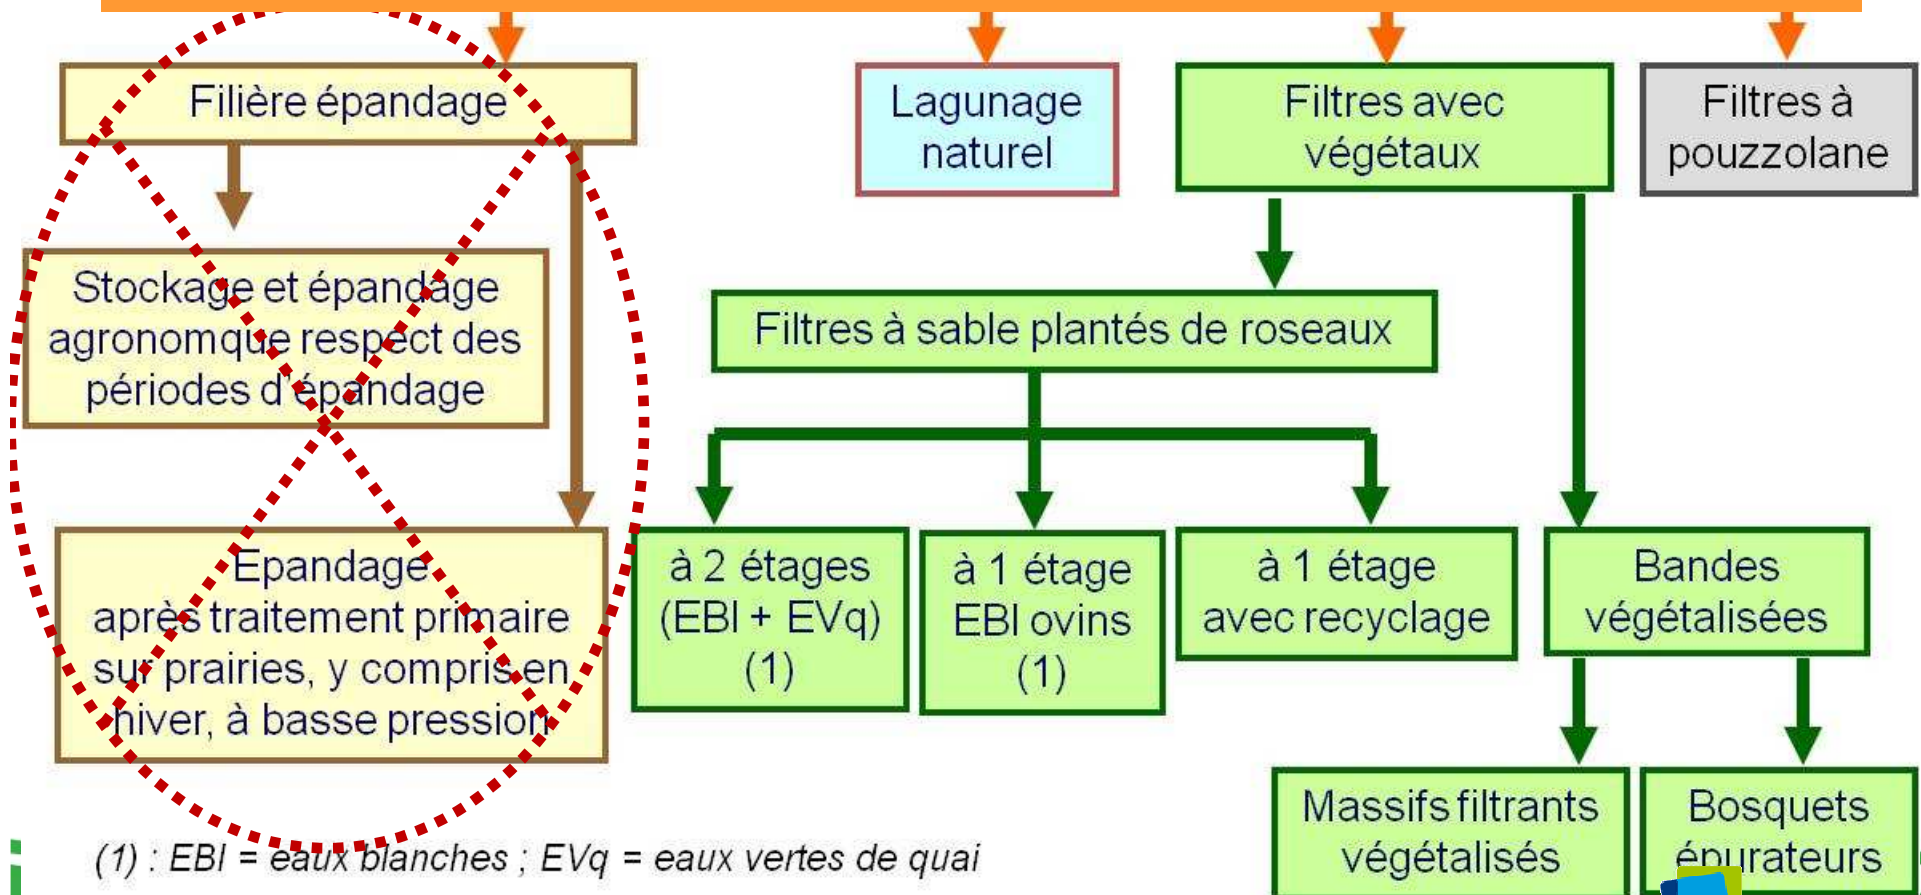 Filière épandage
Lagunage
naturel
Filtres avec
végétaux
Filtres à
pouzzolane
Stockage et épandage
agronomque respect des
périodes d'épandage
Filtres à sable plantés de roseaux
Epandage
après traitement primaire
sur prairies, y compris en
hiver, à basse pression
à 2 étages
(EBI + EVq)
(1)
à 1 étage
EBI ovins
(1)
à 1 étage
avec recyclage
Bandes
végétalisées
Massifs filtrants
végétalisés
Bosquets
épurateurs
(1) : EBI = eaux blanches ; EVq = eaux vertes de quai